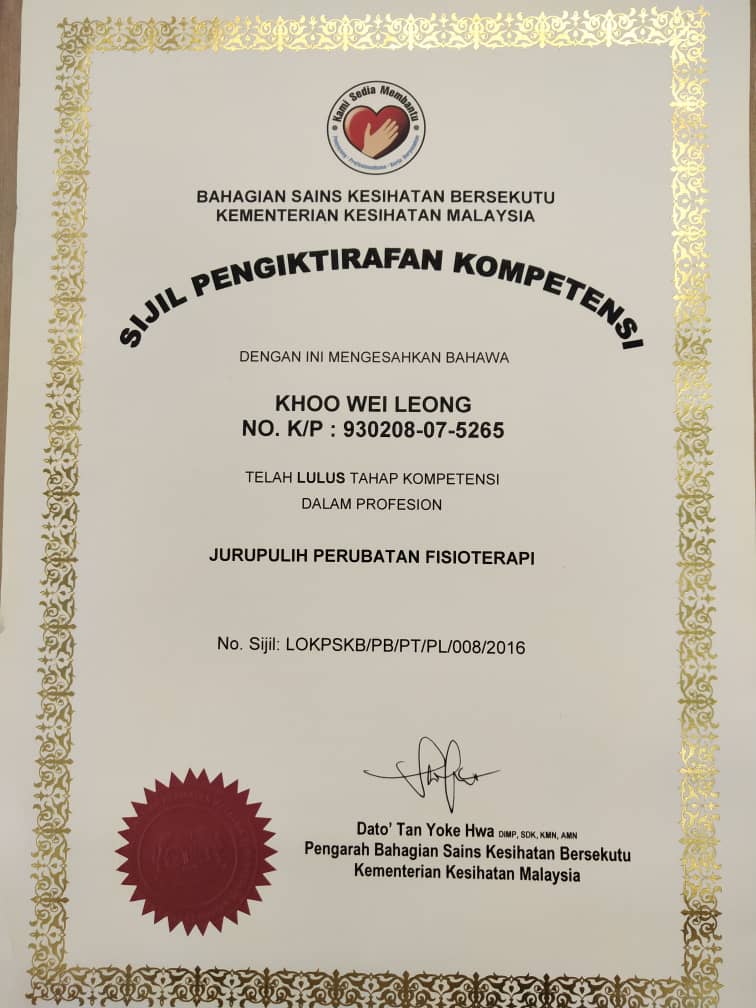 Kami Sedia Membantu
BAHAGIAN SAINS KESIHATAN BERSEKUTU
KEMENTERIAN KESIHATAN MALAYSIA
SIJIL PENGIKTIRAFAN KOMPETENSI
DENGAN INI MENGESAHKAN BAHAWA
KHOO WEI LEONG
NO. K/P : 930208-07-5265
TELAH LULUS TAHAP KOMPETENSI
DALAM PROFESION
JURUPULIH PERUBATAN FISIOTERAPI
No. Sijil: LOKPSKB/PB/PT/PL/008/2016
Dato' Tan Yoke Hwa DIMP, SDK, KMN, AMN
Pengarah Bahagian Sains Kesihatan Bersekutu
Kementerian Kesihatan Malaysia